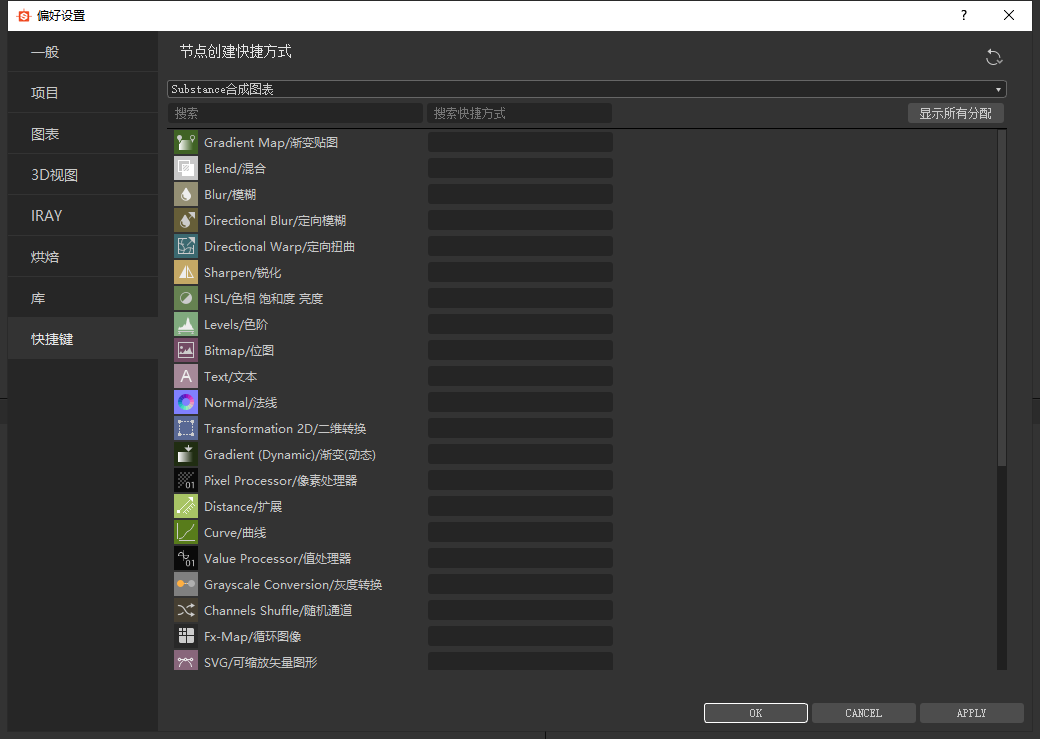 偏好设置
?
一般
项目
图表
3D视图
IRAY
烘焙
库
快捷键
节点创建快捷方式
Substance合成图表
搜索
搜索快捷方式
显示所有分配
Gradient Map/渐变贴图
Blend/混合
Blur/模糊
Directional Blur/定向模糊
Directional Warp/定向扭曲
Sharpen/锐化
HSL/色相 饱和度 亮度
Levels/色阶
Bitmap/位图
A Text/文本
Normal/法线
Transformation 2D/二维转换
Gradient (Dynamic)/渐变(动态)
01 Pixel Processor/像素处理器
Distance/扩展
Curve/曲线
01 Value Processor/值处理器
Grayscale Conversion/灰度转换
Channels Shuffle/随机通道
Fx-Map/循环图像
SVG/可缩放矢量图形
OK
CANCEL
APPLY